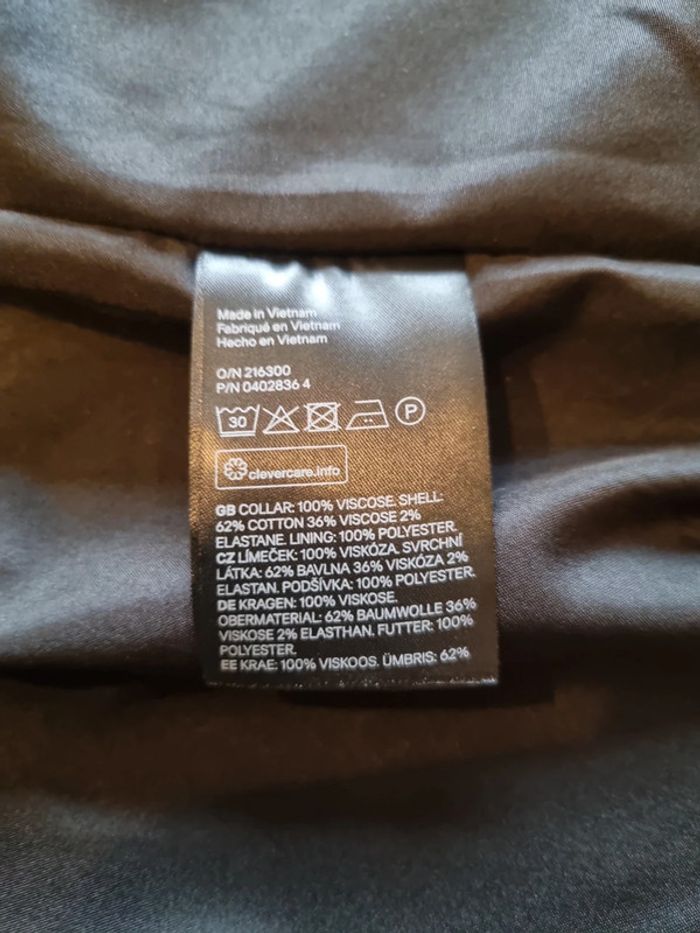 Made in Vietnam
Fabriqué en Vietnam
Hecho en Vietnam
O/N 216300
P/N 0402836 4
30
P
clevercare.info
GB COLLAR: 100% VISCOSE. SHELL:
62% COTTON 36% VISCOSE 2%
ELASTANE. LINING: 100% POLYESTER.
CZ LÍMEČEK: 100% VISKÓZA. SVRCHNÍ
LÁTKA: 62% BAVLNA 36% VISKÓZA 2%
ELASTAN. PODŠÍVKA: 100% POLYESTER.
DE KRAGEN: 100% VISKOSE.
OBERMATERIAL: 62% BAUMWOLLE 36%
VISKOSE 2% ELASTHAN. FUTTER: 100%
POLYESTER.
EE KRAE: 100% VISKOOS. ÜMBRIS: 62%